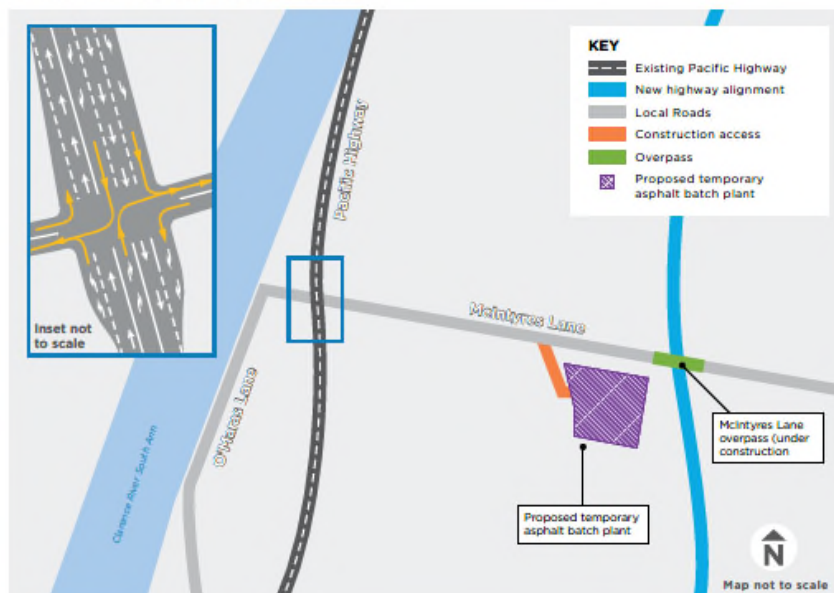 KEY
Existing Pacific Highway
New highway alignment
Local Roads
Construction access
Overpass
Proposed temporary
asphalt batch plant
Inset not
to scale
Pacific Highway
McIntyres Lane
O'Maras Lane
Clarence River South Ann
McIntyres Lane
overpass (under
construction
Proposed temporary
asphalt batch plant
N
Map not to scale